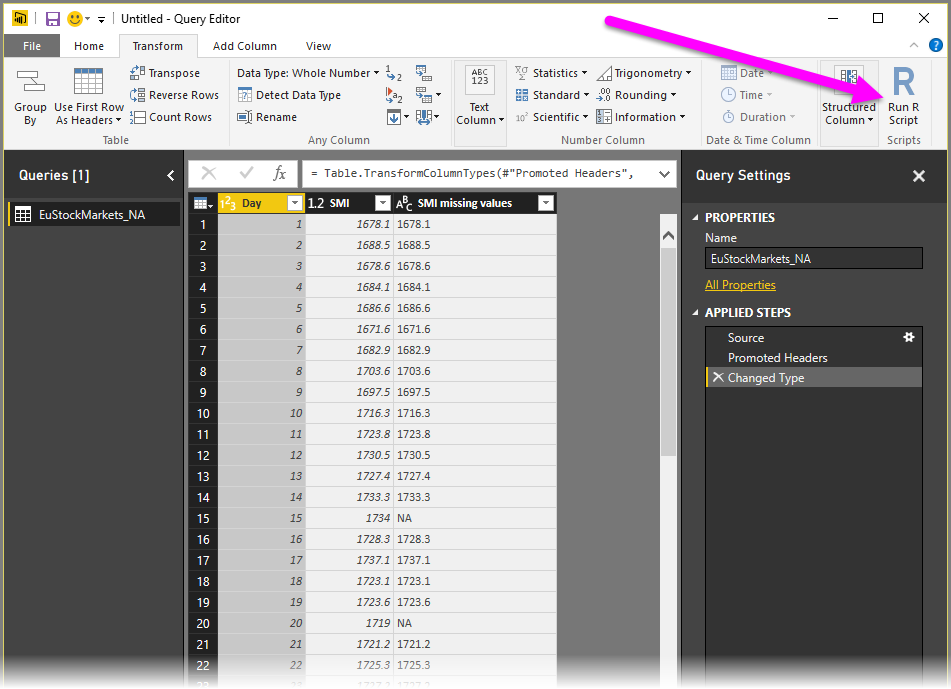 Untitled - Query Editor
File Home Transform Add Column View
Group By
Use First Row As Headers
Transpose
Reverse Rows
Count Rows
Table
Data Type: Whole Number
Detect Data Type
Rename
Any Column
ABC 123
Text Column
Statistics
Standard
Scientific
Trigonometry
Rounding
Information
Number Column
Date
Time
Duration
Date & Time Column
Structured Column
R
Run R Script
Scripts
Queries [1]
EuStockMarkets_NA
fx = Table.TransformColumnTypes(#"Promoted Headers",
123 Day 1.2 SMI ABC SMI missing values
1 1 1678.1 1678.1
2 2 1688.5 1688.5
3 3 1678.6 1678.6
4 4 1684.1 1684.1
5 5 1686.6 1686.6
6 6 1671.6 1671.6
7 7 1682.9 1682.9
8 8 1703.6 1703.6
9 9 1697.5 1697.5
10 10 1716.3 1716.3
11 11 1723.8 1723.8
12 12 1730.5 1730.5
13 13 1727.4 1727.4
14 14 1733.3 1733.3
15 15 1734 NA
16 16 1728.3 1728.3
17 17 1737.1 1737.1
18 18 1723.1 1723.1
19 19 1723.6 1723.6
20 20 1719 NA
21 21 1721.2 1721.2
22 22 1725.3 1725.3
Query Settings
PROPERTIES
Name
EuStockMarkets_NA
All Properties
APPLIED STEPS
Source
Promoted Headers
Changed Type